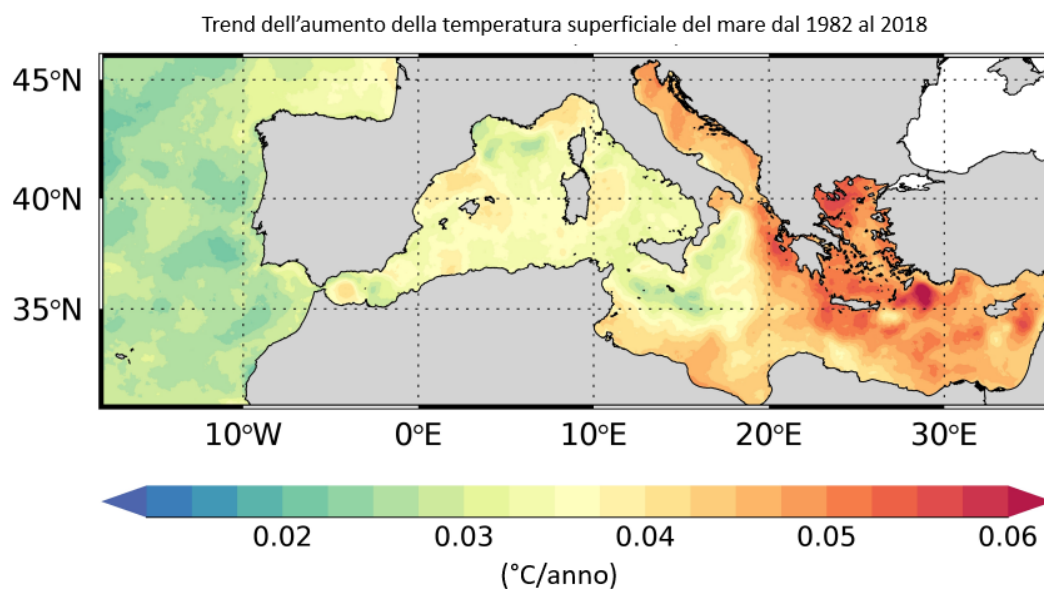 Trend dell'aumento della temperatura superficiale del mare dal 1982 al 2018
45°N
40°N
35°N
10°W 0°E 10°E 20°E 30°E
0.02 0.03 0.04 0.05 0.06
(°C/anno)